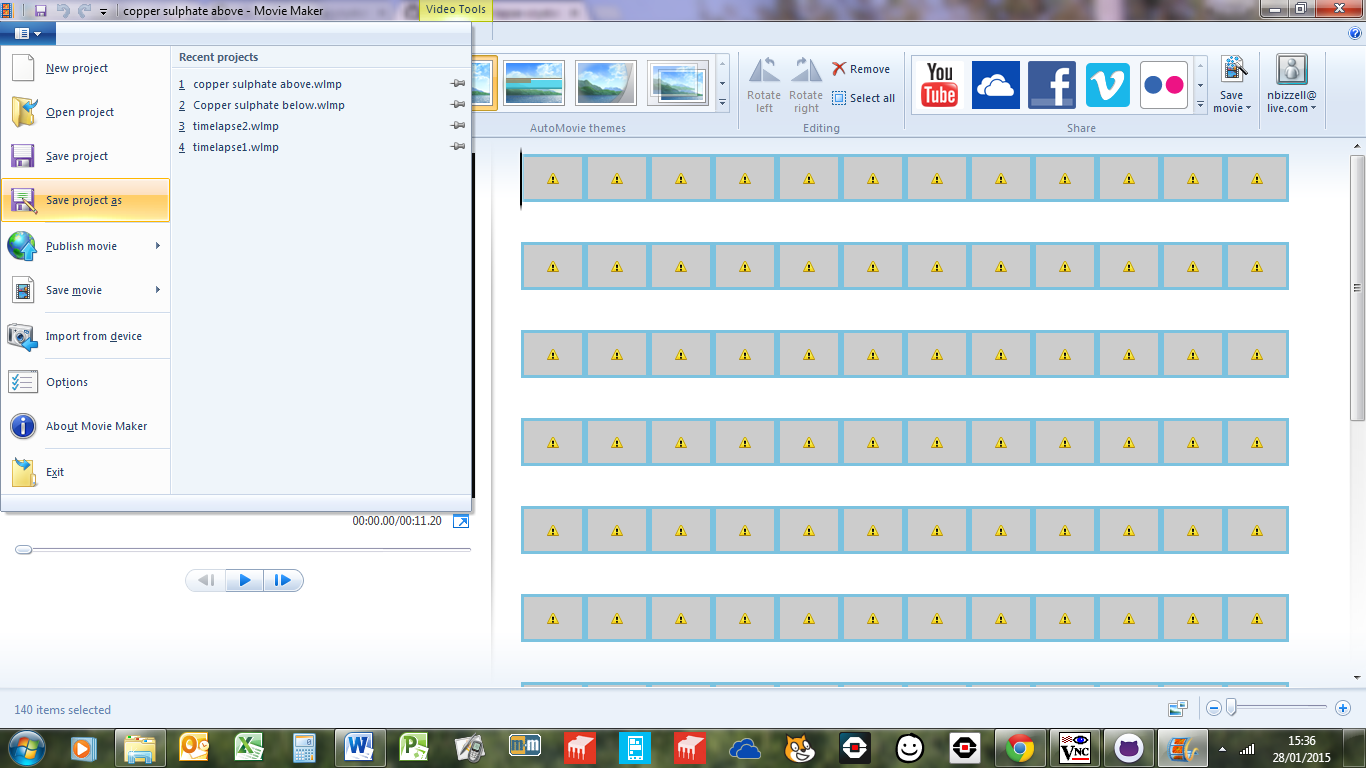 copper sulphate above - Movie Maker
Video Tools
New project
Open project
Save project
Save project as
Publish movie
Save movie
Import from device
Options
About Movie Maker
Exit
Recent projects
1 copper sulphate above.wlmp
2 Copper sulphate below.wlmp
3 timelapse2.wlmp
4 timelapse1.wlmp
AutoMovie themes
Rotate left
Rotate right
Remove
Select all
Editing
You Tube
Share
Save movie
nbizzell@
live.com
00:00.00/00:11.20
140 items selected
VNC
15:36
28/01/2015